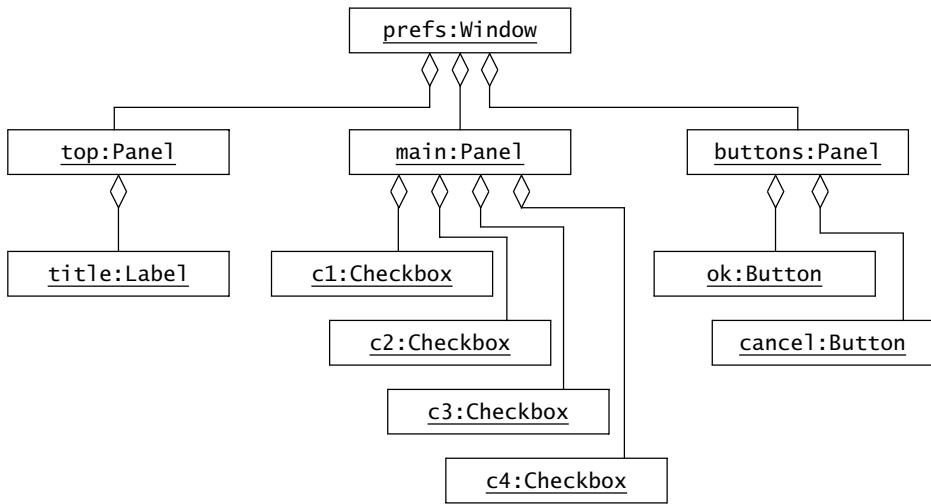 prefs:Window
top:Panel
main:Panel
buttons:Panel
title:Label
c1:Checkbox
ok:Button
c2:Checkbox
cancel:Button
c3:Checkbox
c4:Checkbox